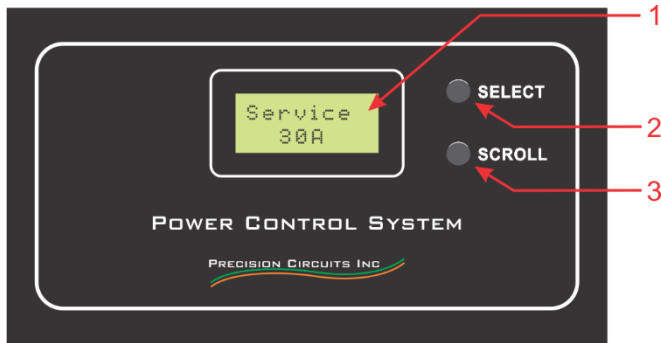 1
Service
30A
SELECT
2
SCROLL
3
POWER CONTROL SYSTEM
PRECISION CIRCUITS INC